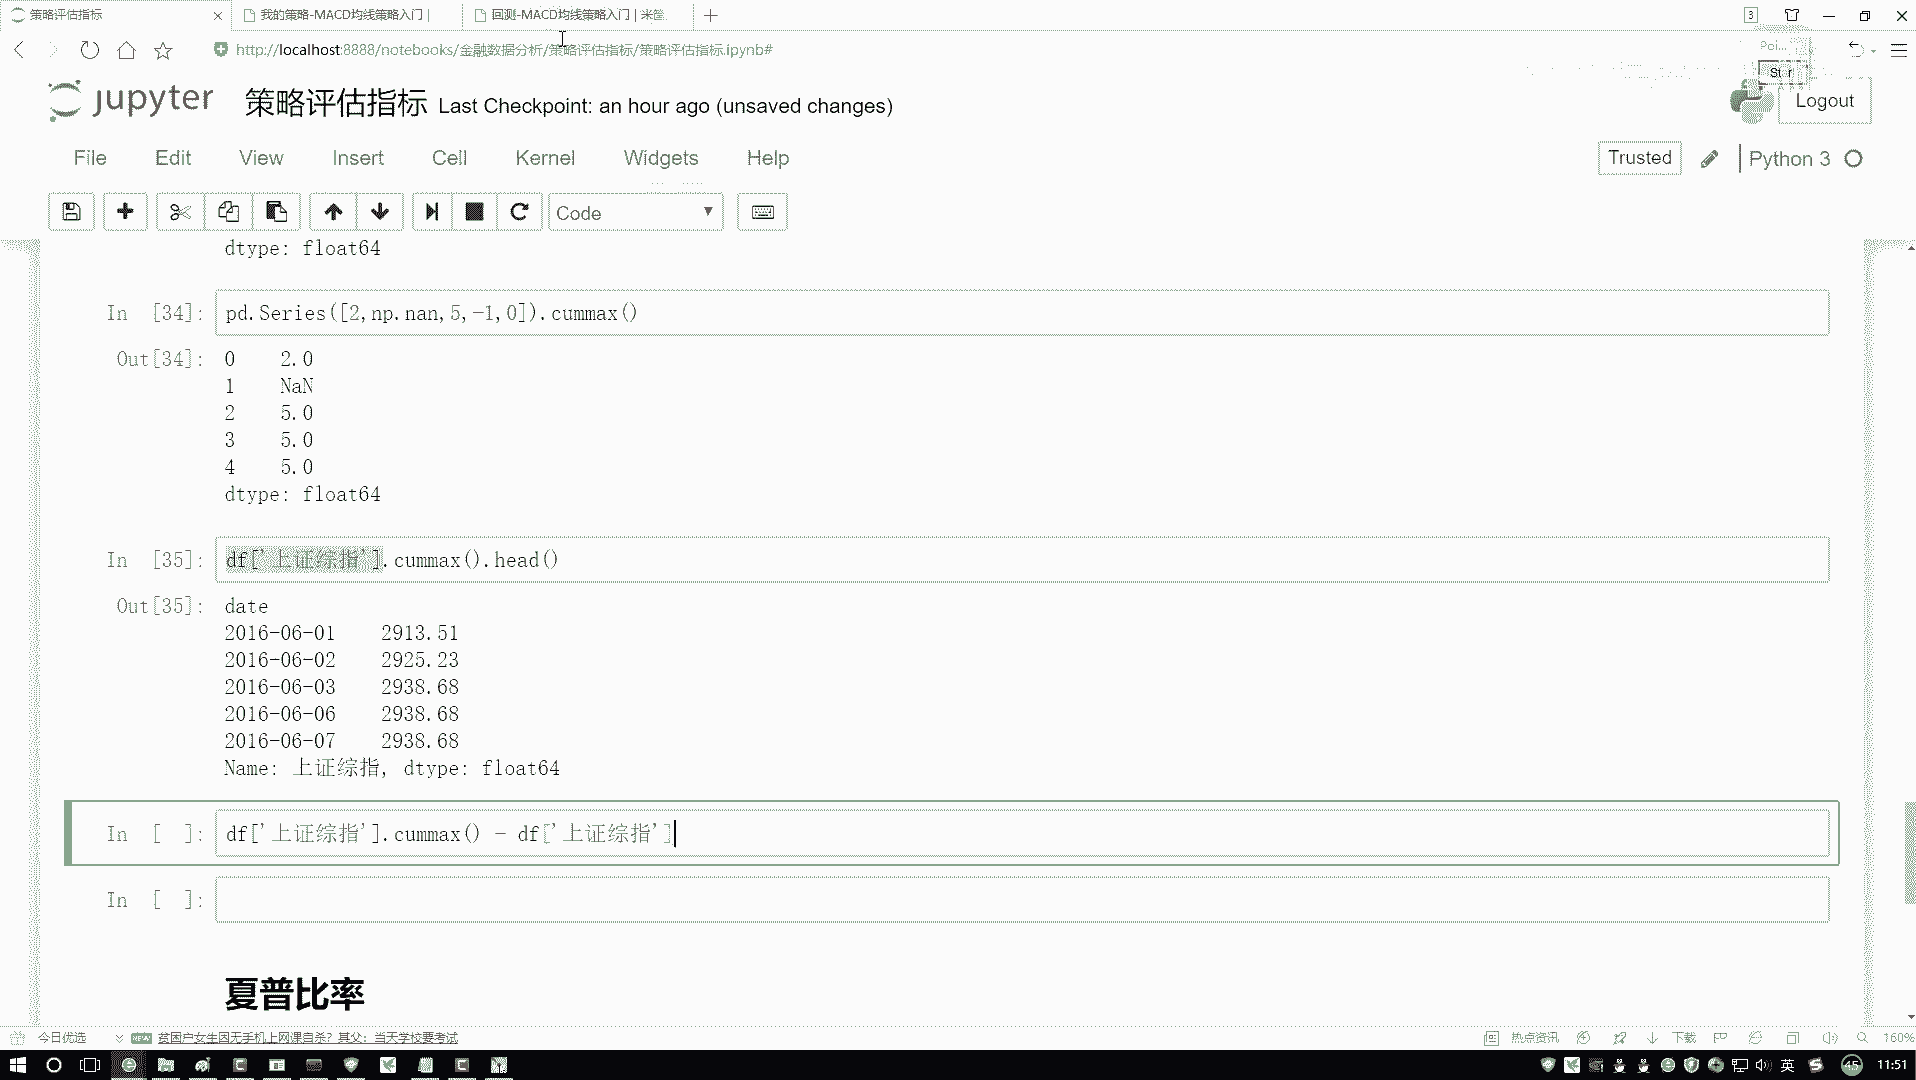 策略评估指标
我的策略-MACD均线策略入门 |
回测-MACD均线策略入门 | 米筐
3
http://localhost:8888/notebooks/金融数据分析/策略评估指标/策略评估指标.ipynb#
Poi...
Star
jupyter 策略评估指标 Last Checkpoint: an hour ago (unsaved changes)
Logout
File Edit View Insert Cell Kernel Widgets Help
Trusted Python 3
Code
dtype: float64
In [34]: pd.Series([2,np.nan,5,-1,0]).cummax()
Out[34]: 0 2.0
1 NaN
2 5.0
3 5.0
4 5.0
dtype: float64
In [35]: df['上证综指'].cummax().head()
Out[35]: date
2016-06-01 2913.51
2016-06-02 2925.23
2016-06-03 2938.68
2016-06-06 2938.68
2016-06-07 2938.68
Name: 上证综指, dtype: float64
In [ ]: df['上证综指'].cummax() - df['上证综指']
In [ ]:
夏普比率
今日优选 NEW 贫困户女生因无手机上网课自杀? 其父: 当天学校要考试
热点资讯 下载 160%
英 45 11:51